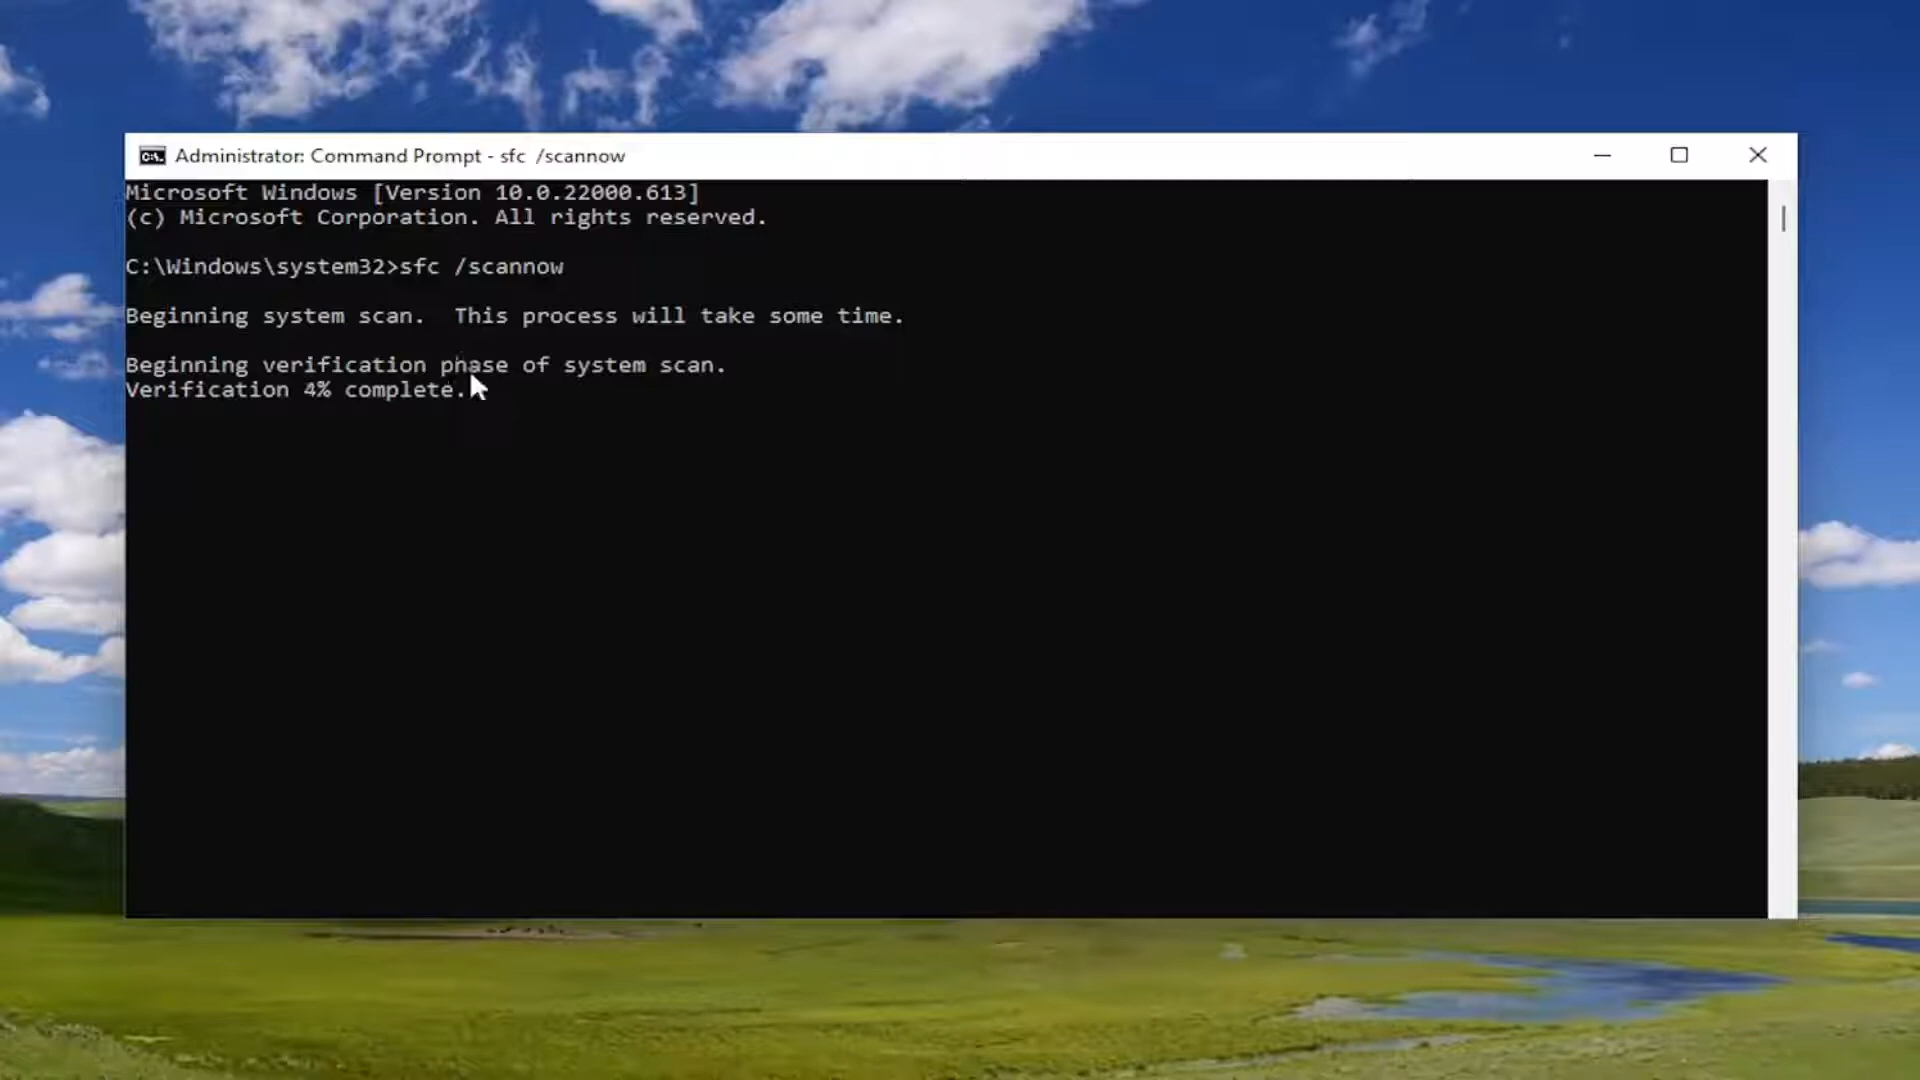 Administrator: Command Prompt - sfc  /scannow
Microsoft Windows [Version 10.0.22000.613]
(c) Microsoft Corporation. All rights reserved.
C:\Windows\system32>sfc /scannow
Beginning system scan.  This process will take some time.
Beginning verification phase of system scan.
Verification 4% complete.